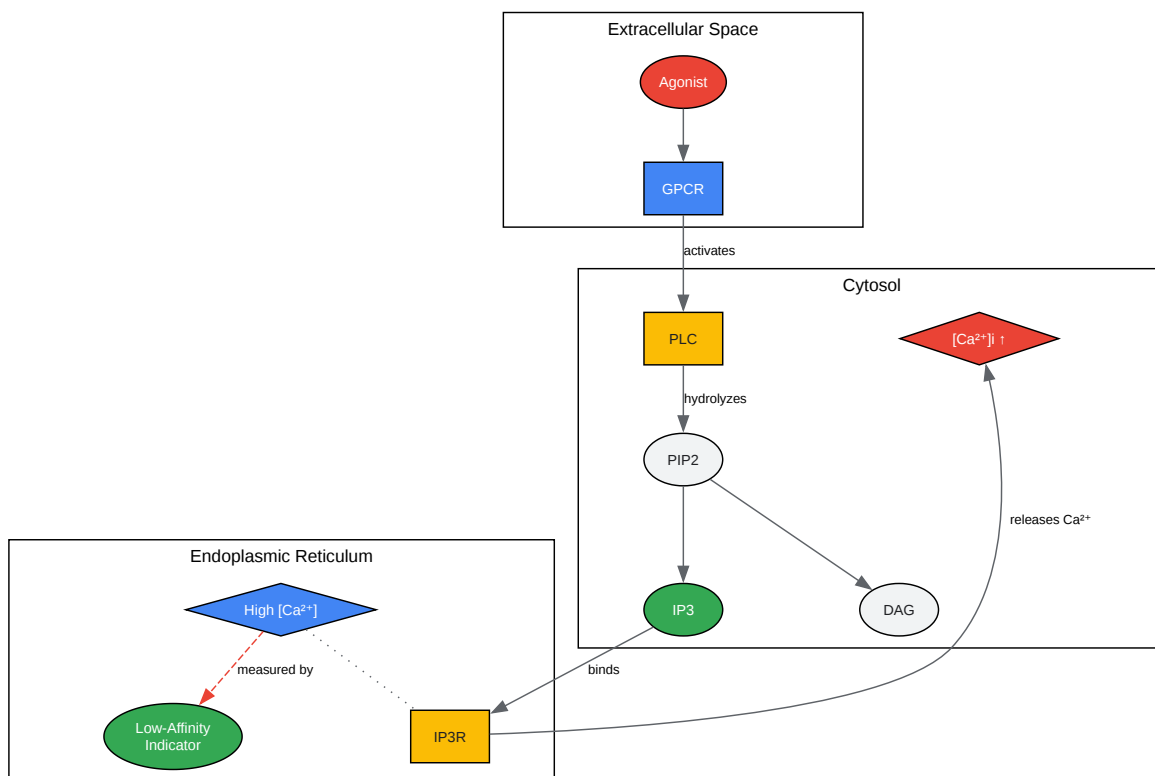 Extracellular Space
Agonist
GPCR
activates
Cytosol
PLC
[Ca²⁺]i ↑
hydrolyzes
PIP2
releases Ca²⁺
Endoplasmic Reticulum
High [Ca²⁺]
IP3
DAG
measured by
binds
Low-Affinity
Indicator
IP3R